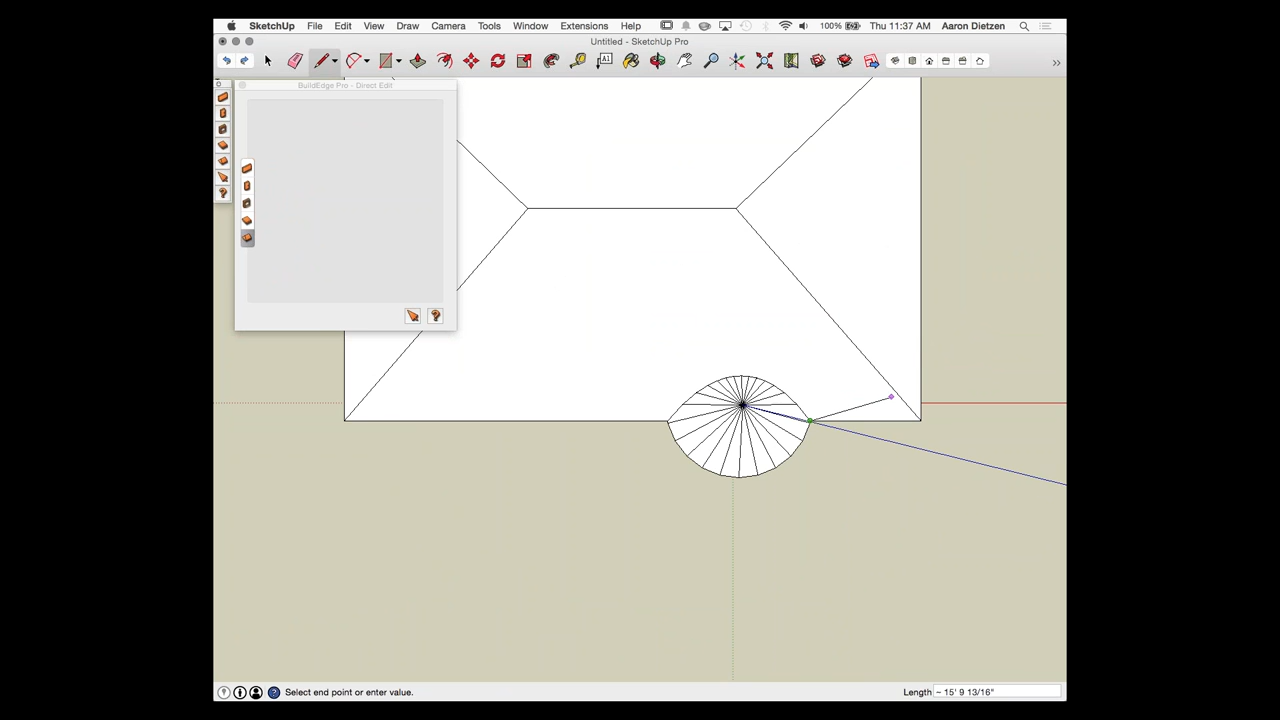 SketchUp File Edit View Draw Camera Tools Window Extensions Help 100% Thu 11:37 AM Aaron Dietzen
Untitled - SketchUp Pro
A1
BuildEdge Pro - Direct Edit
Select end point or enter value. Length ~ 15' 9 13/16"